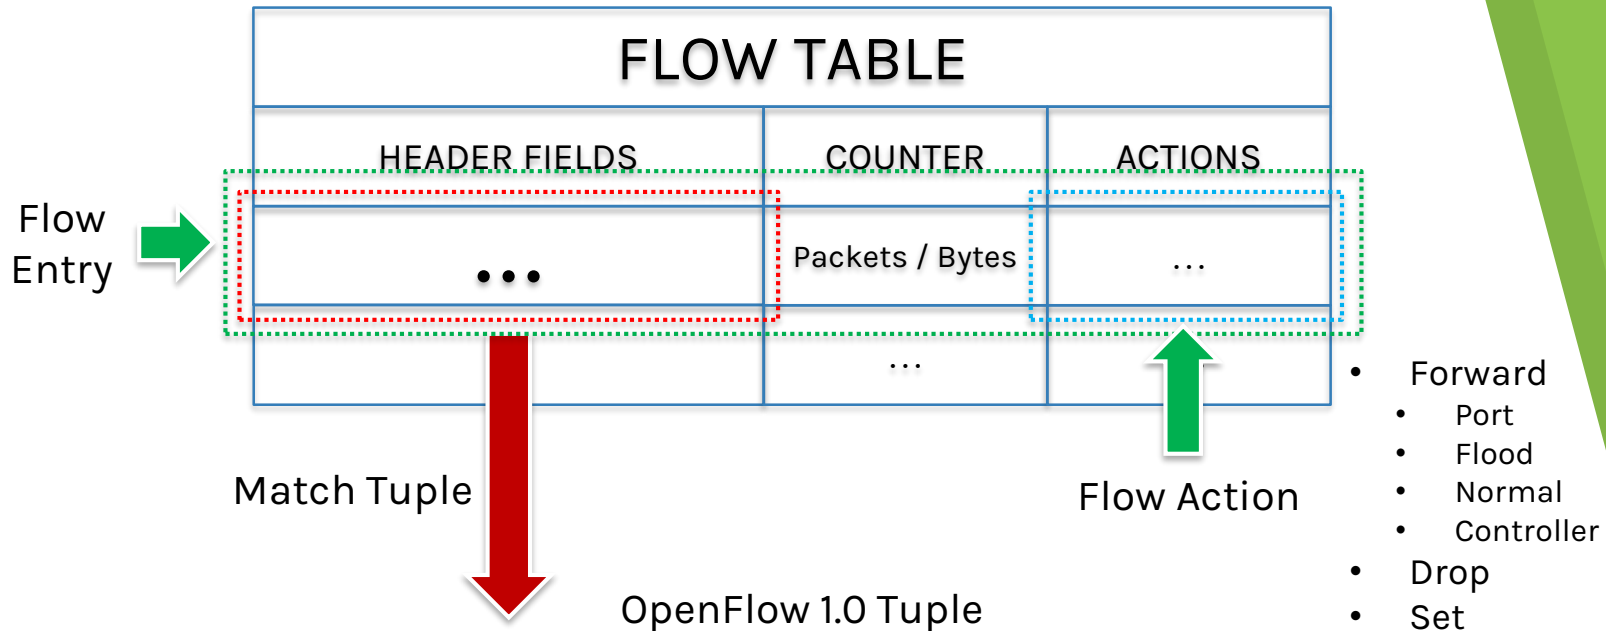 FLOW TABLE
HEADER FIELDS
COUNTER
ACTIONS
Flow
Entry
...
Packets / Bytes
...
...
Match Tuple
Flow Action
OpenFlow 1.0 Tuple
• Forward
• Port
• Flood
• Normal
• Controller
• Drop
• Set